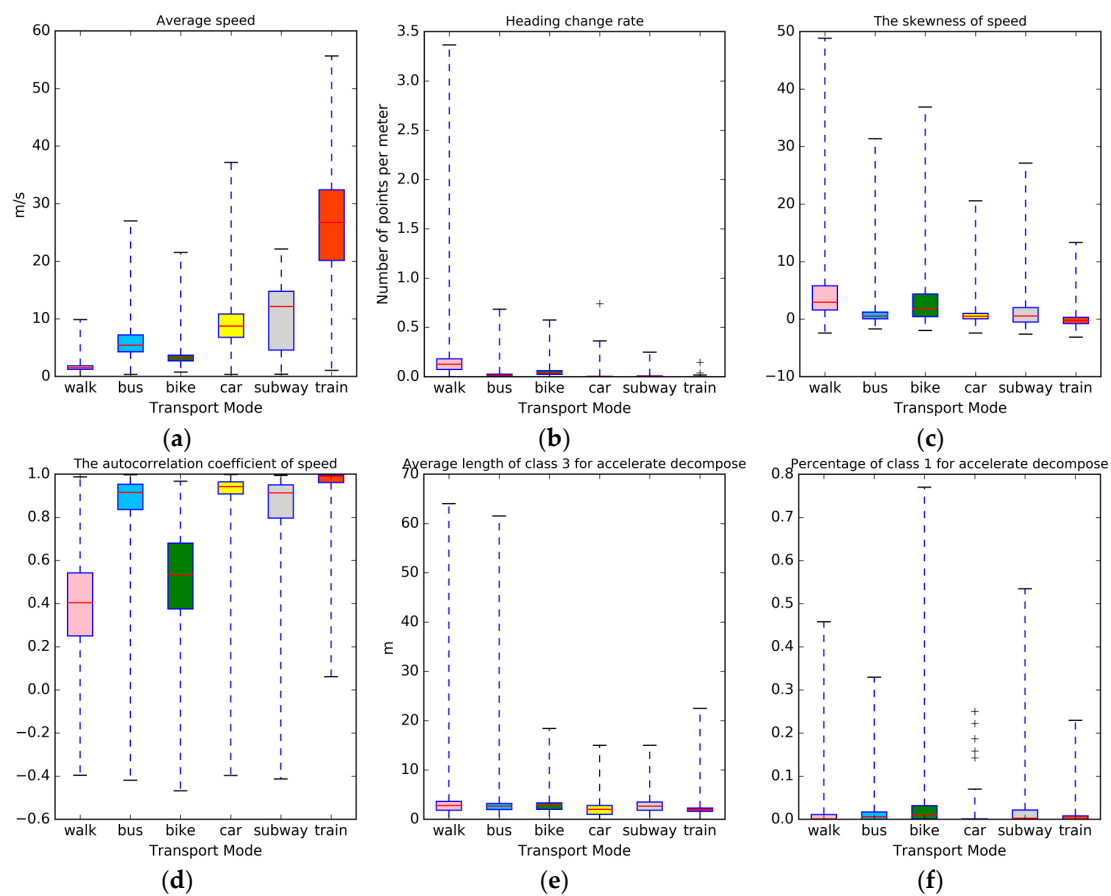 Average speed
Heading change rate
The skewness of speed
60
50
40
30
20
10
0
m/s
walk bus bike car subway train
Transport Mode
(a)
3.5
3.0
2.5
2.0
1.5
1.0
0.5
0.0
Number of points per meter
walk bus bike car subway train
Transport Mode
(b)
50
40
30
20
10
0
−10
walk bus bike car subway train
Transport Mode
(c)
The autocorrelation coefficient of speed
Average length of class 3 for accelerate decompose
Percentage of class 1 for accelerate decompose
1.0
0.8
0.6
0.4
0.2
0.0
−0.2
−0.4
−0.6
walk bus bike car subway train
Transport Mode
(d)
70
60
50
40
30
20
10
0
m
walk bus bike car subway train
Transport Mode
(e)
0.8
0.7
0.6
0.5
0.4
0.3
0.2
0.1
0.0
walk bus bike car subway train
Transport Mode
(f)